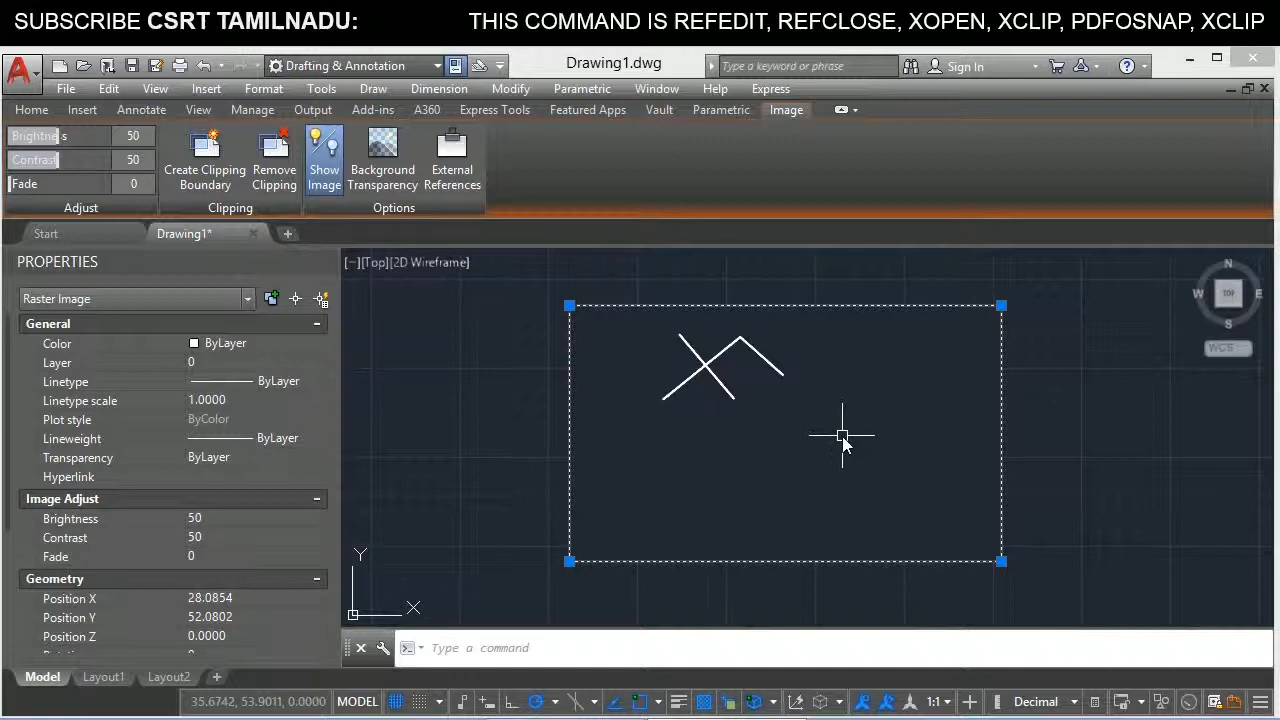 SUBSCRIBE CSRT TAMILNADU: THIS COMMAND IS REFEDIT, REFCLOSE, XOPEN, XCLIP, PDFOSNAP, XCLIP
Drafting & Annotation Drawing1.dwg Type a keyword or phrase Sign In
File Edit View Insert Format Tools Draw Dimension Modify Parametric Window Help Express
Home Insert Annotate View Manage Output Add-ins A360 Express Tools Featured Apps Vault Parametric Image
Brightness 50
Contrast 50
Fade 0
Create Clipping Boundary
Remove Clipping
Show Image
Background Transparency
External References
Adjust Clipping Options
Start Drawing1*
PROPERTIES
[−][Top][2D Wireframe]
Raster Image
General
Color ByLayer
Layer 0
Linetype ByLayer
Linetype scale 1.0000
Plot style ByColor
Lineweight ByLayer
Transparency ByLayer
Hyperlink
Image Adjust
Brightness 50
Contrast 50
Fade 0
Geometry
Position X 28.0854
Position Y 52.0802
Position Z 0.0000
N
W TOP E
S
WCS
Y
X
Type a command
Model Layout1 Layout2
35.6742, 53.9011, 0.0000 MODEL 1:1 Decimal